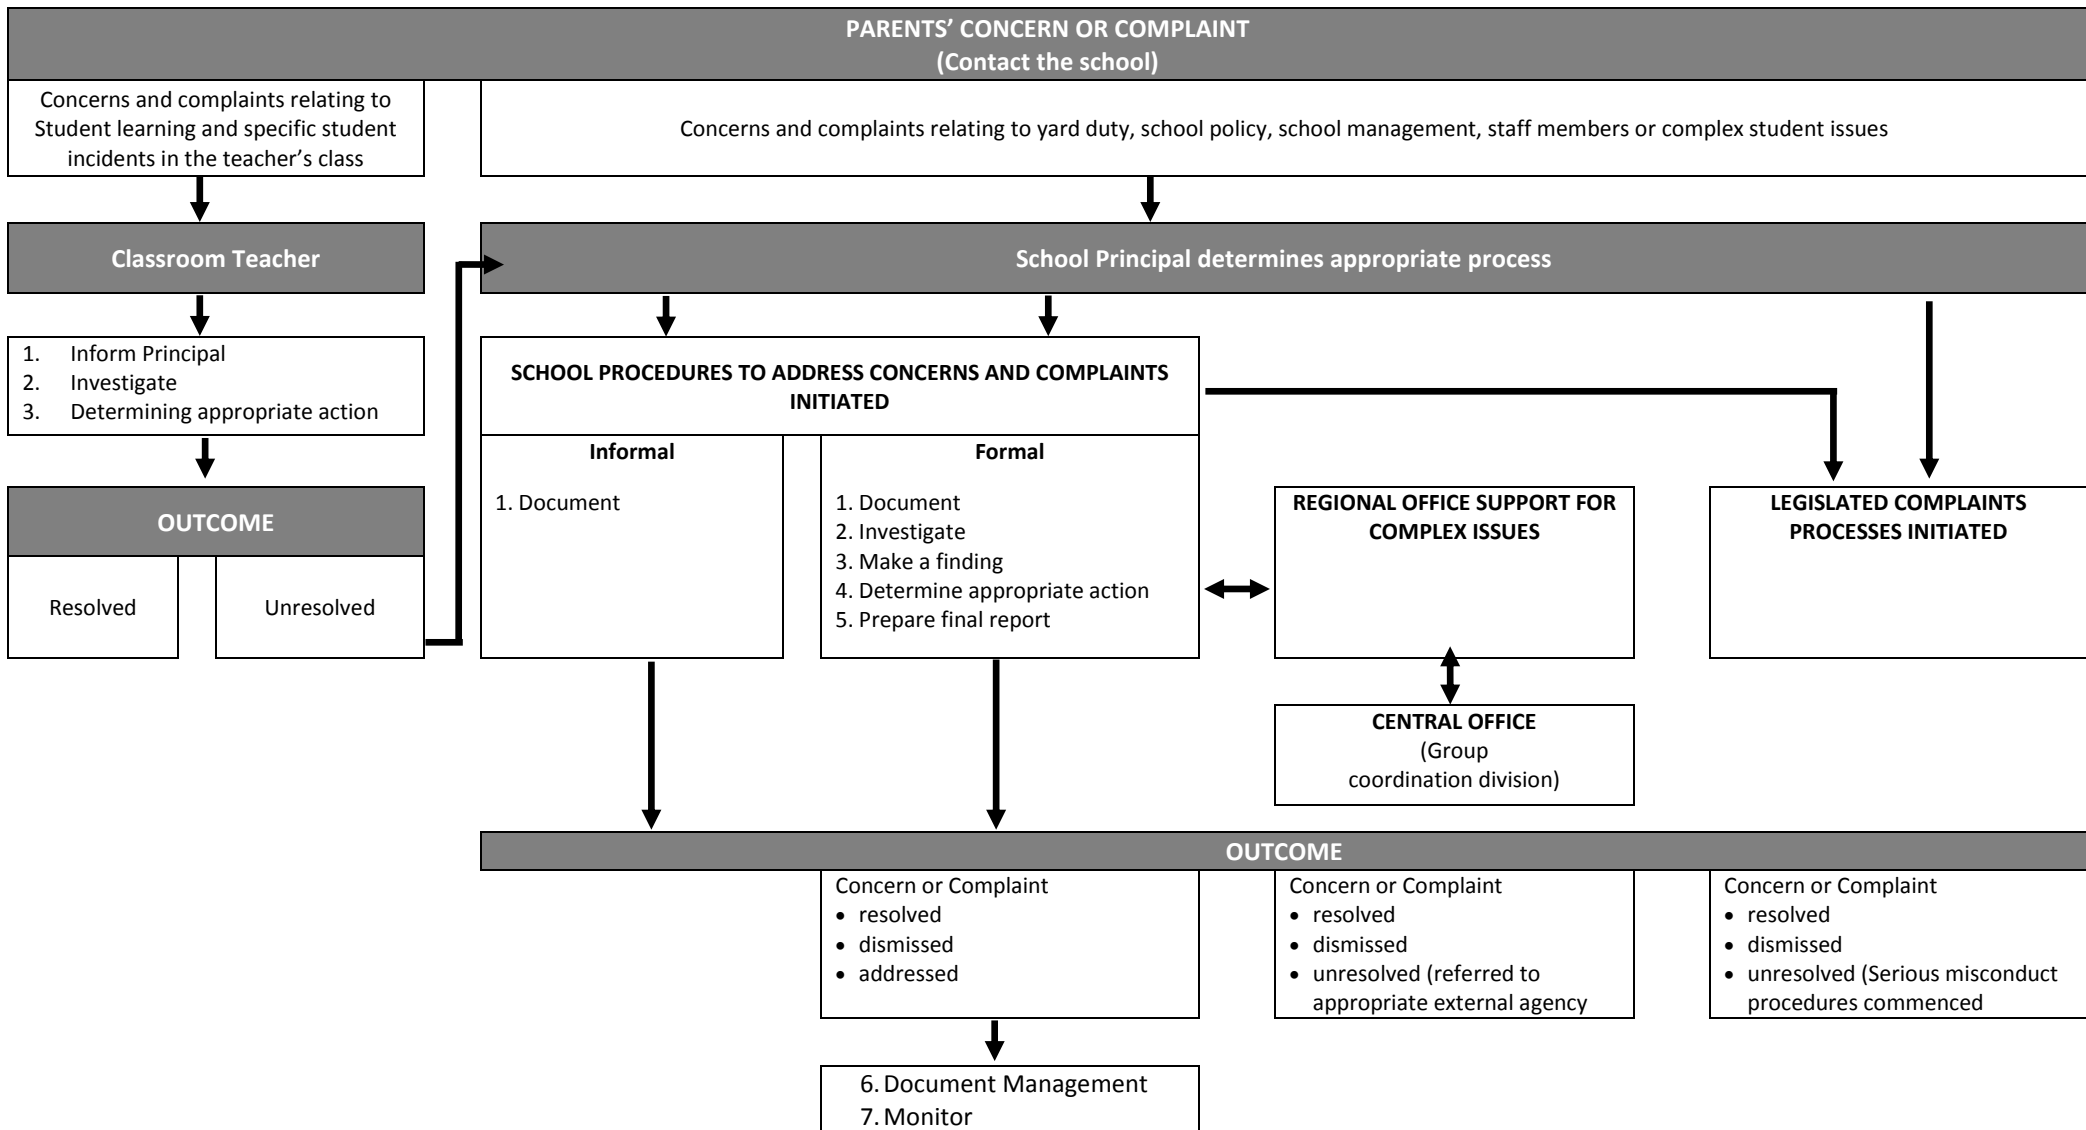 PARENTS’ CONCERN OR COMPLAINT
(Contact the school)
Concerns and complaints relating to
Student learning and specific student
incidents in the teacher’s class
Concerns and complaints relating to yard duty, school policy, school management, staff members or complex student issues
Classroom Teacher
School Principal determines appropriate process
1. Inform Principal
2. Investigate
3. Determining appropriate action
SCHOOL PROCEDURES TO ADDRESS CONCERNS AND COMPLAINTS
INITIATED
Informal
1. Document
Formal
1. Document
2. Investigate
3. Make a finding
4. Determine appropriate action
5. Prepare final report
REGIONAL OFFICE SUPPORT FOR
COMPLEX ISSUES
LEGISLATED COMPLAINTS
PROCESSES INITIATED
OUTCOME
Resolved
Unresolved
CENTRAL OFFICE
(Group
coordination division)
OUTCOME
Concern or Complaint
• resolved
• dismissed
• addressed
Concern or Complaint
• resolved
• dismissed
• unresolved (referred to
appropriate external agency
Concern or Complaint
• resolved
• dismissed
• unresolved (Serious misconduct
procedures commenced
6. Document Management
7. Monitor